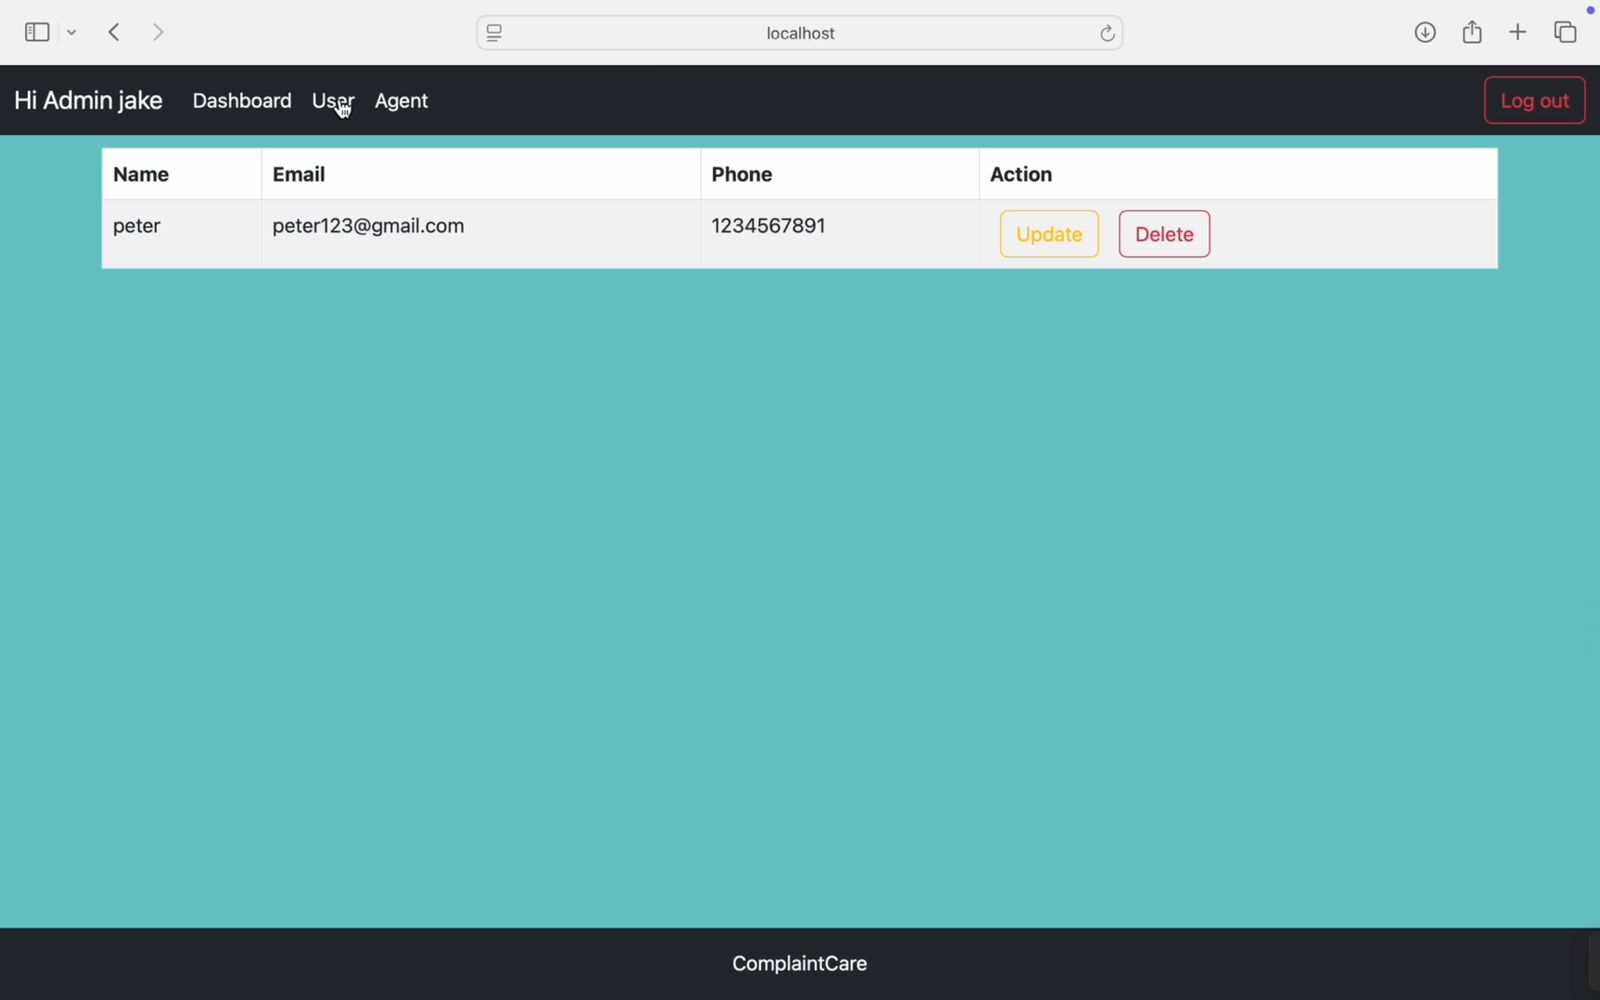 localhost
Hi Admin jake Dashboard User Agent Log out
Name Email Phone Action
peter peter123@gmail.com 1234567891 Update Delete
ComplaintCare